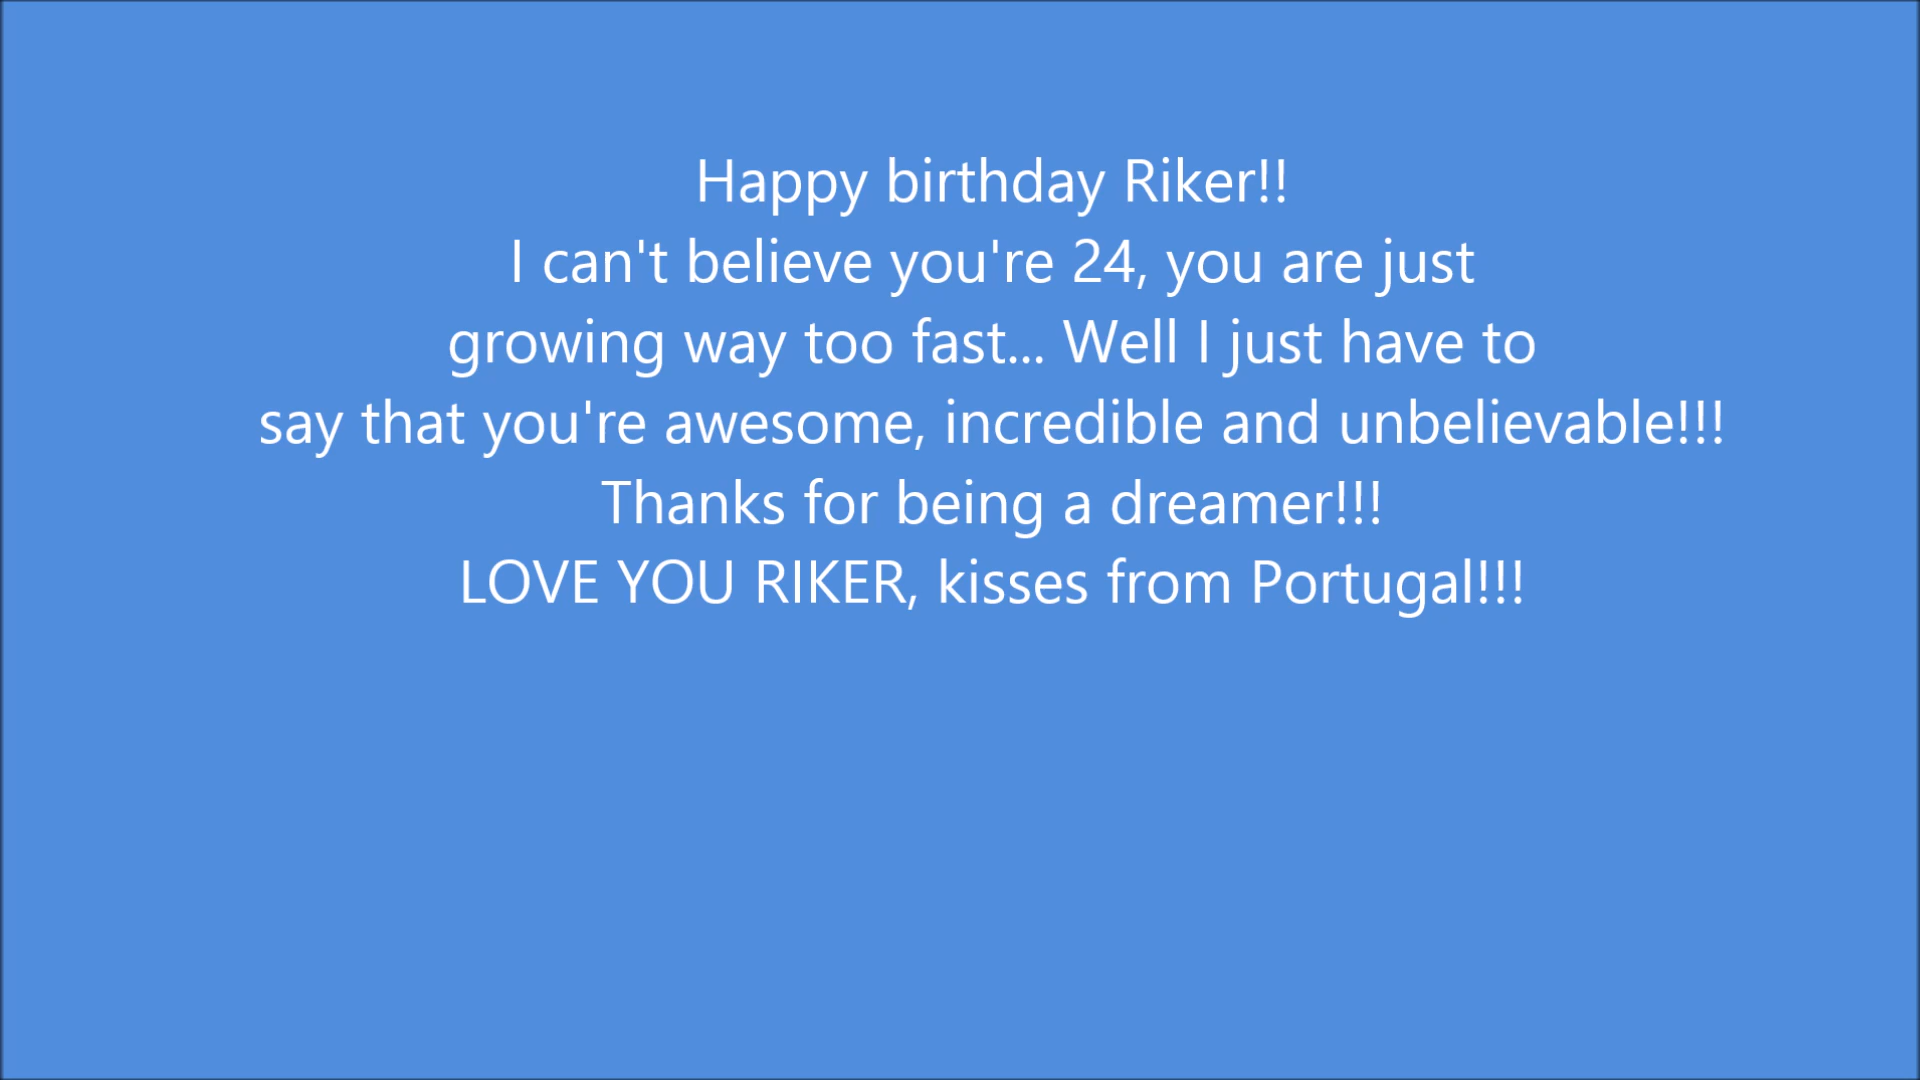 Happy birthday Riker!!
I can't believe you're 24, you are just
growing way too fast... Well I just have to
say that you're awesome, incredible and unbelievable!!!
Thanks for being a dreamer!!!
LOVE YOU RIKER, kisses from Portugal!!!